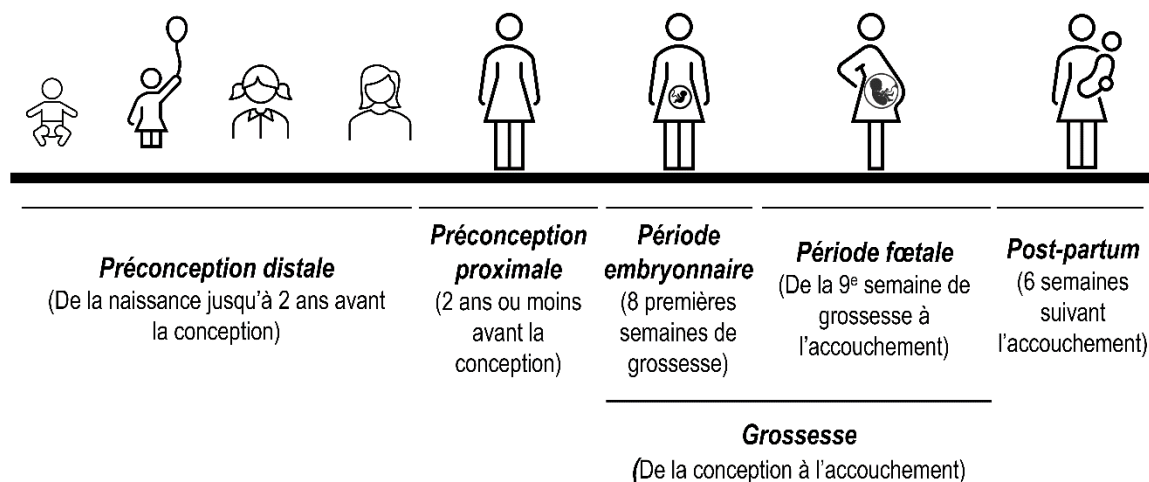 Préconception distale
(De la naissance jusqu'à 2 ans avant
la conception)
Préconception
proximale
(2 ans ou moins
avant la
conception)
Période
embryonnaire
(8 premières
semaines de
grossesse)
Période fœtale
(De la 9e semaine de
grossesse à
l'accouchement)
Post-partum
(6 semaines
suivant
l'accouchement)
Grossesse
(De la conception à l'accouchement)